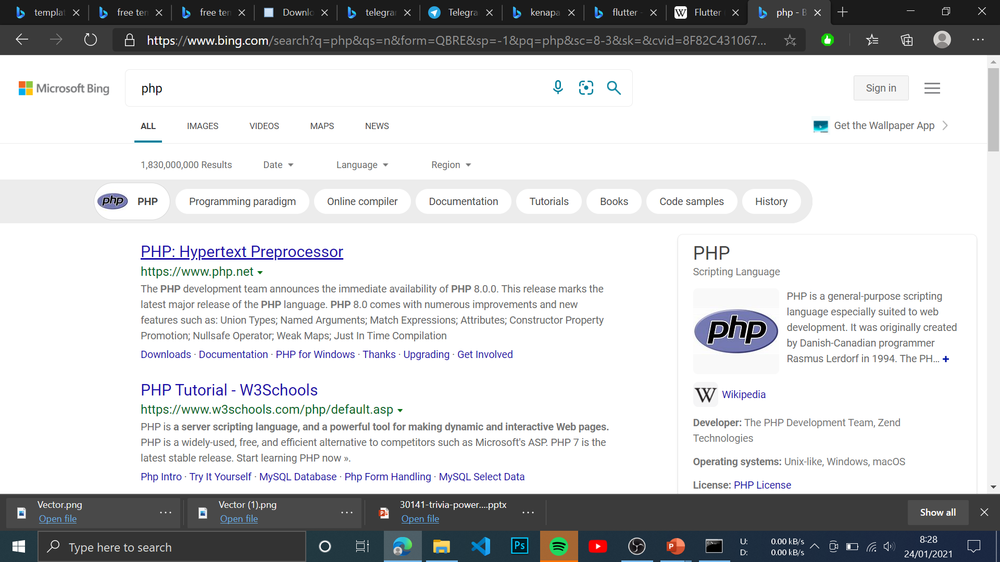 templat
free ten
free ten
Downlo
telegrar
Telegra
kenapa
flutter -
Flutter
php - B
https://www.bing.com/search?q=php&qs=n&form=QBRE&sp=-1&pq=php&sc=8-3&sk=&cvid=8F82C431067...
Microsoft Bing
php
Sign in
ALL
IMAGES
VIDEOS
MAPS
NEWS
Get the Wallpaper App
1,830,000,000 Results
Date
Language
Region
php
PHP
Programming paradigm
Online compiler
Documentation
Tutorials
Books
Code samples
History
PHP: Hypertext Preprocessor
https://www.php.net
The PHP development team announces the immediate availability of PHP 8.0.0. This release marks the
latest major release of the PHP language. PHP 8.0 comes with numerous improvements and new
features such as: Union Types; Named Arguments; Match Expressions; Attributes; Constructor Property
Promotion; Nullsafe Operator; Weak Maps; Just In Time Compilation
Downloads · Documentation · PHP for Windows · Thanks · Upgrading · Get Involved
PHP Tutorial - W3Schools
https://www.w3schools.com/php/default.asp
PHP is a server scripting language, and a powerful tool for making dynamic and interactive Web pages.
PHP is a widely-used, free, and efficient alternative to competitors such as Microsoft's ASP. PHP 7 is the
latest stable release. Start learning PHP now ».
Php Intro · Try It Yourself · MySQL Database · Php Form Handling · MySQL Select Data
PHP
Scripting Language
php
PHP is a general-purpose scripting
language especially suited to web
development. It was originally created
by Danish-Canadian programmer
Rasmus Lerdorf in 1994. The PH... +
W Wikipedia
Developer: The PHP Development Team, Zend
Technologies
Operating systems: Unix-like, Windows, macOS
License: PHP License
Vector.png
Open file
Vector (1).png
Open file
30141-trivia-power....pptx
Open file
Show all
Type here to search
Ps
U: 0.00 kB/s
D: 0.00 kB/s
8:28
24/01/2021